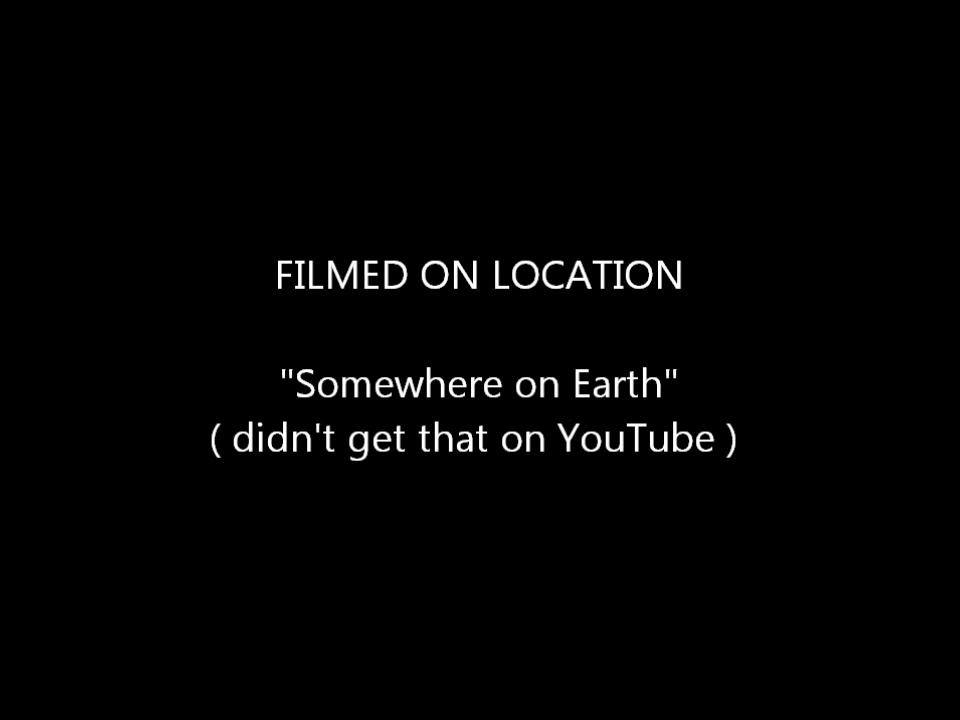 FILMED ON LOCATION
"Somewhere on Earth"
( didn't get that on YouTube )